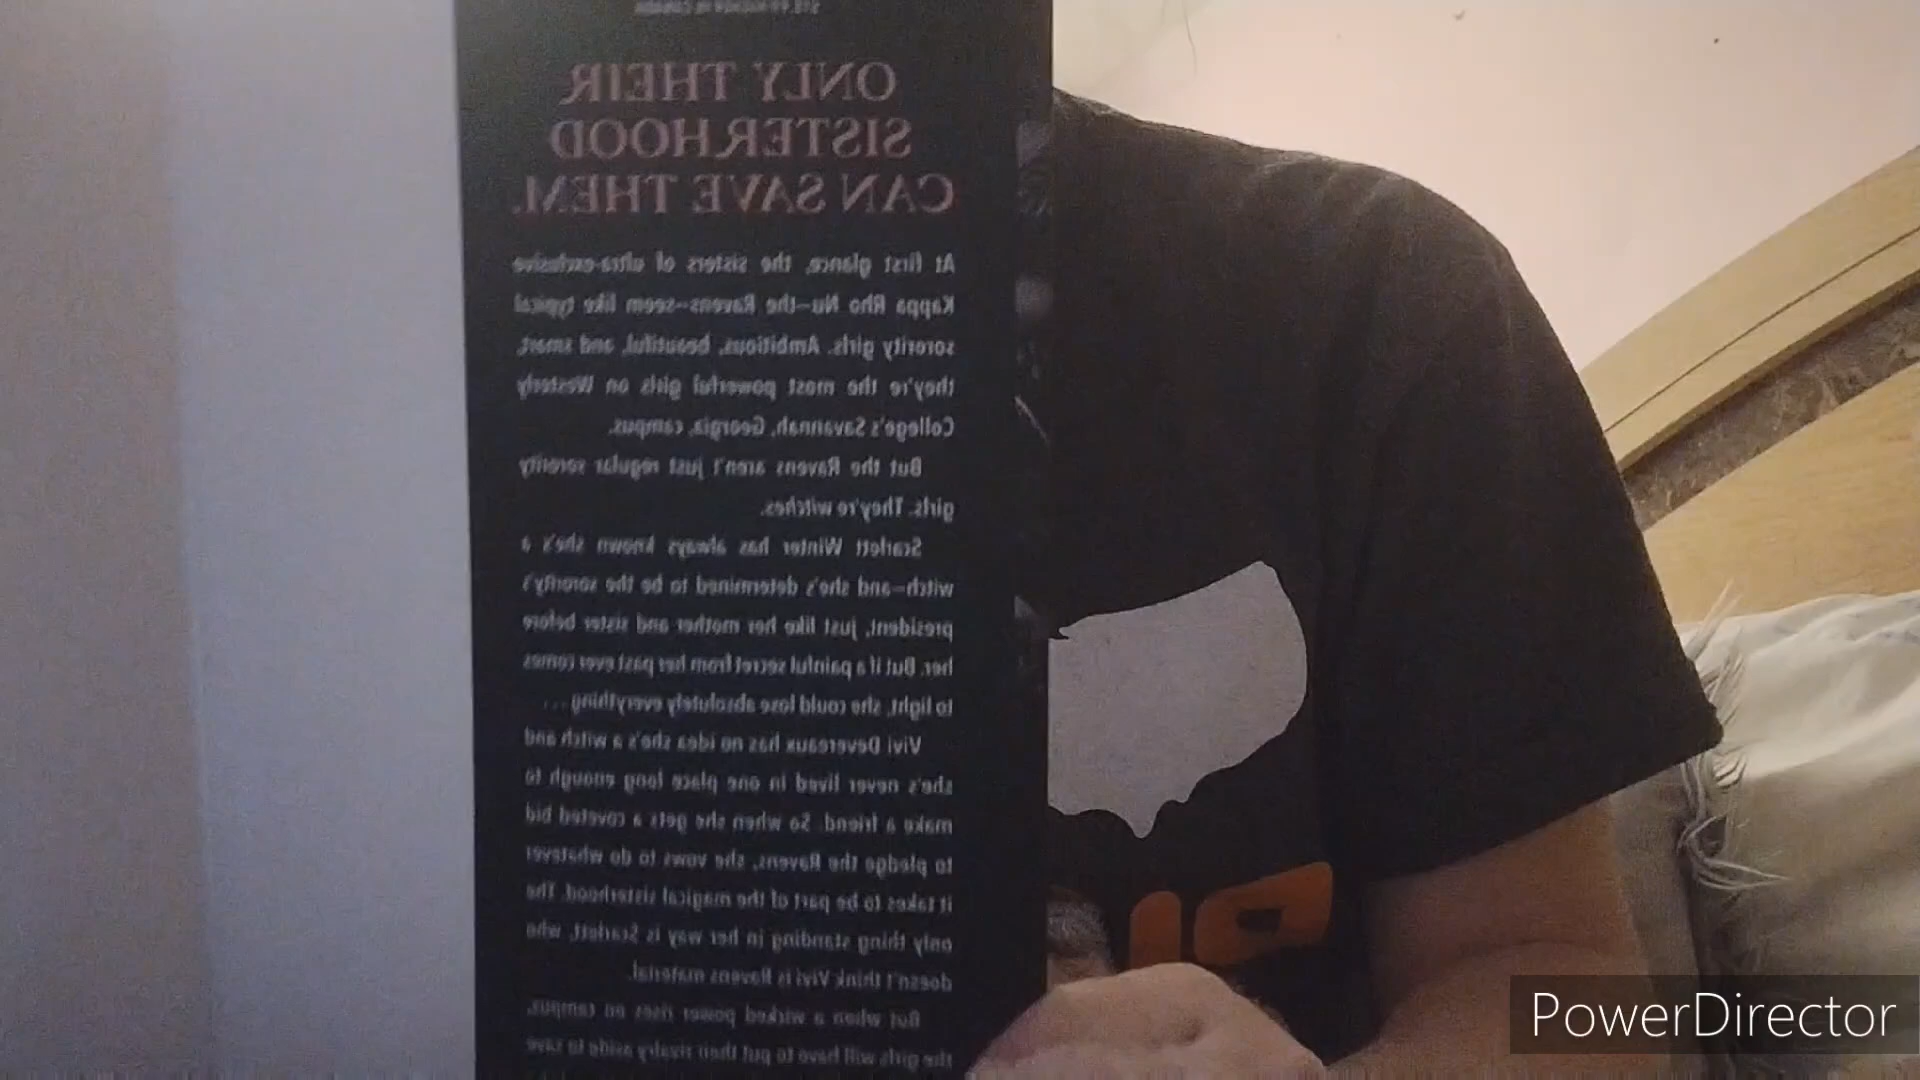 $18.99 HIGHER IN CANADA
ONLY THEIR
SISTERHOOD
CAN SAVE THEM.
At first glance, the sisters of ultra-exclusive
Kappa Rho Nu—the Ravens—seem like typical
sorority girls. Ambitious, beautiful, and smart,
they're the most powerful girls on Westerly
College's Savannah, Georgia, campus.
But the Ravens aren't just regular sorority
girls. They're witches.
Scarlett Winter has always known she's a
witch—and she's determined to be the sorority's
president, just like her mother and sister before
her. But if a painful secret from her past ever comes
to light, she could lose absolutely everything . . .
Vivi Devereaux has no idea she's a witch and
she's never lived in one place long enough to
make a friend. So when she gets a coveted bid
to pledge the Ravens, she vows to do whatever
it takes to be part of the magical sisterhood. The
only thing standing in her way is Scarlett, who
doesn't think Vivi is Ravens material.
But when a wicked power rises on campus,
the girls will have to put their rivalry aside to save
PowerDirector